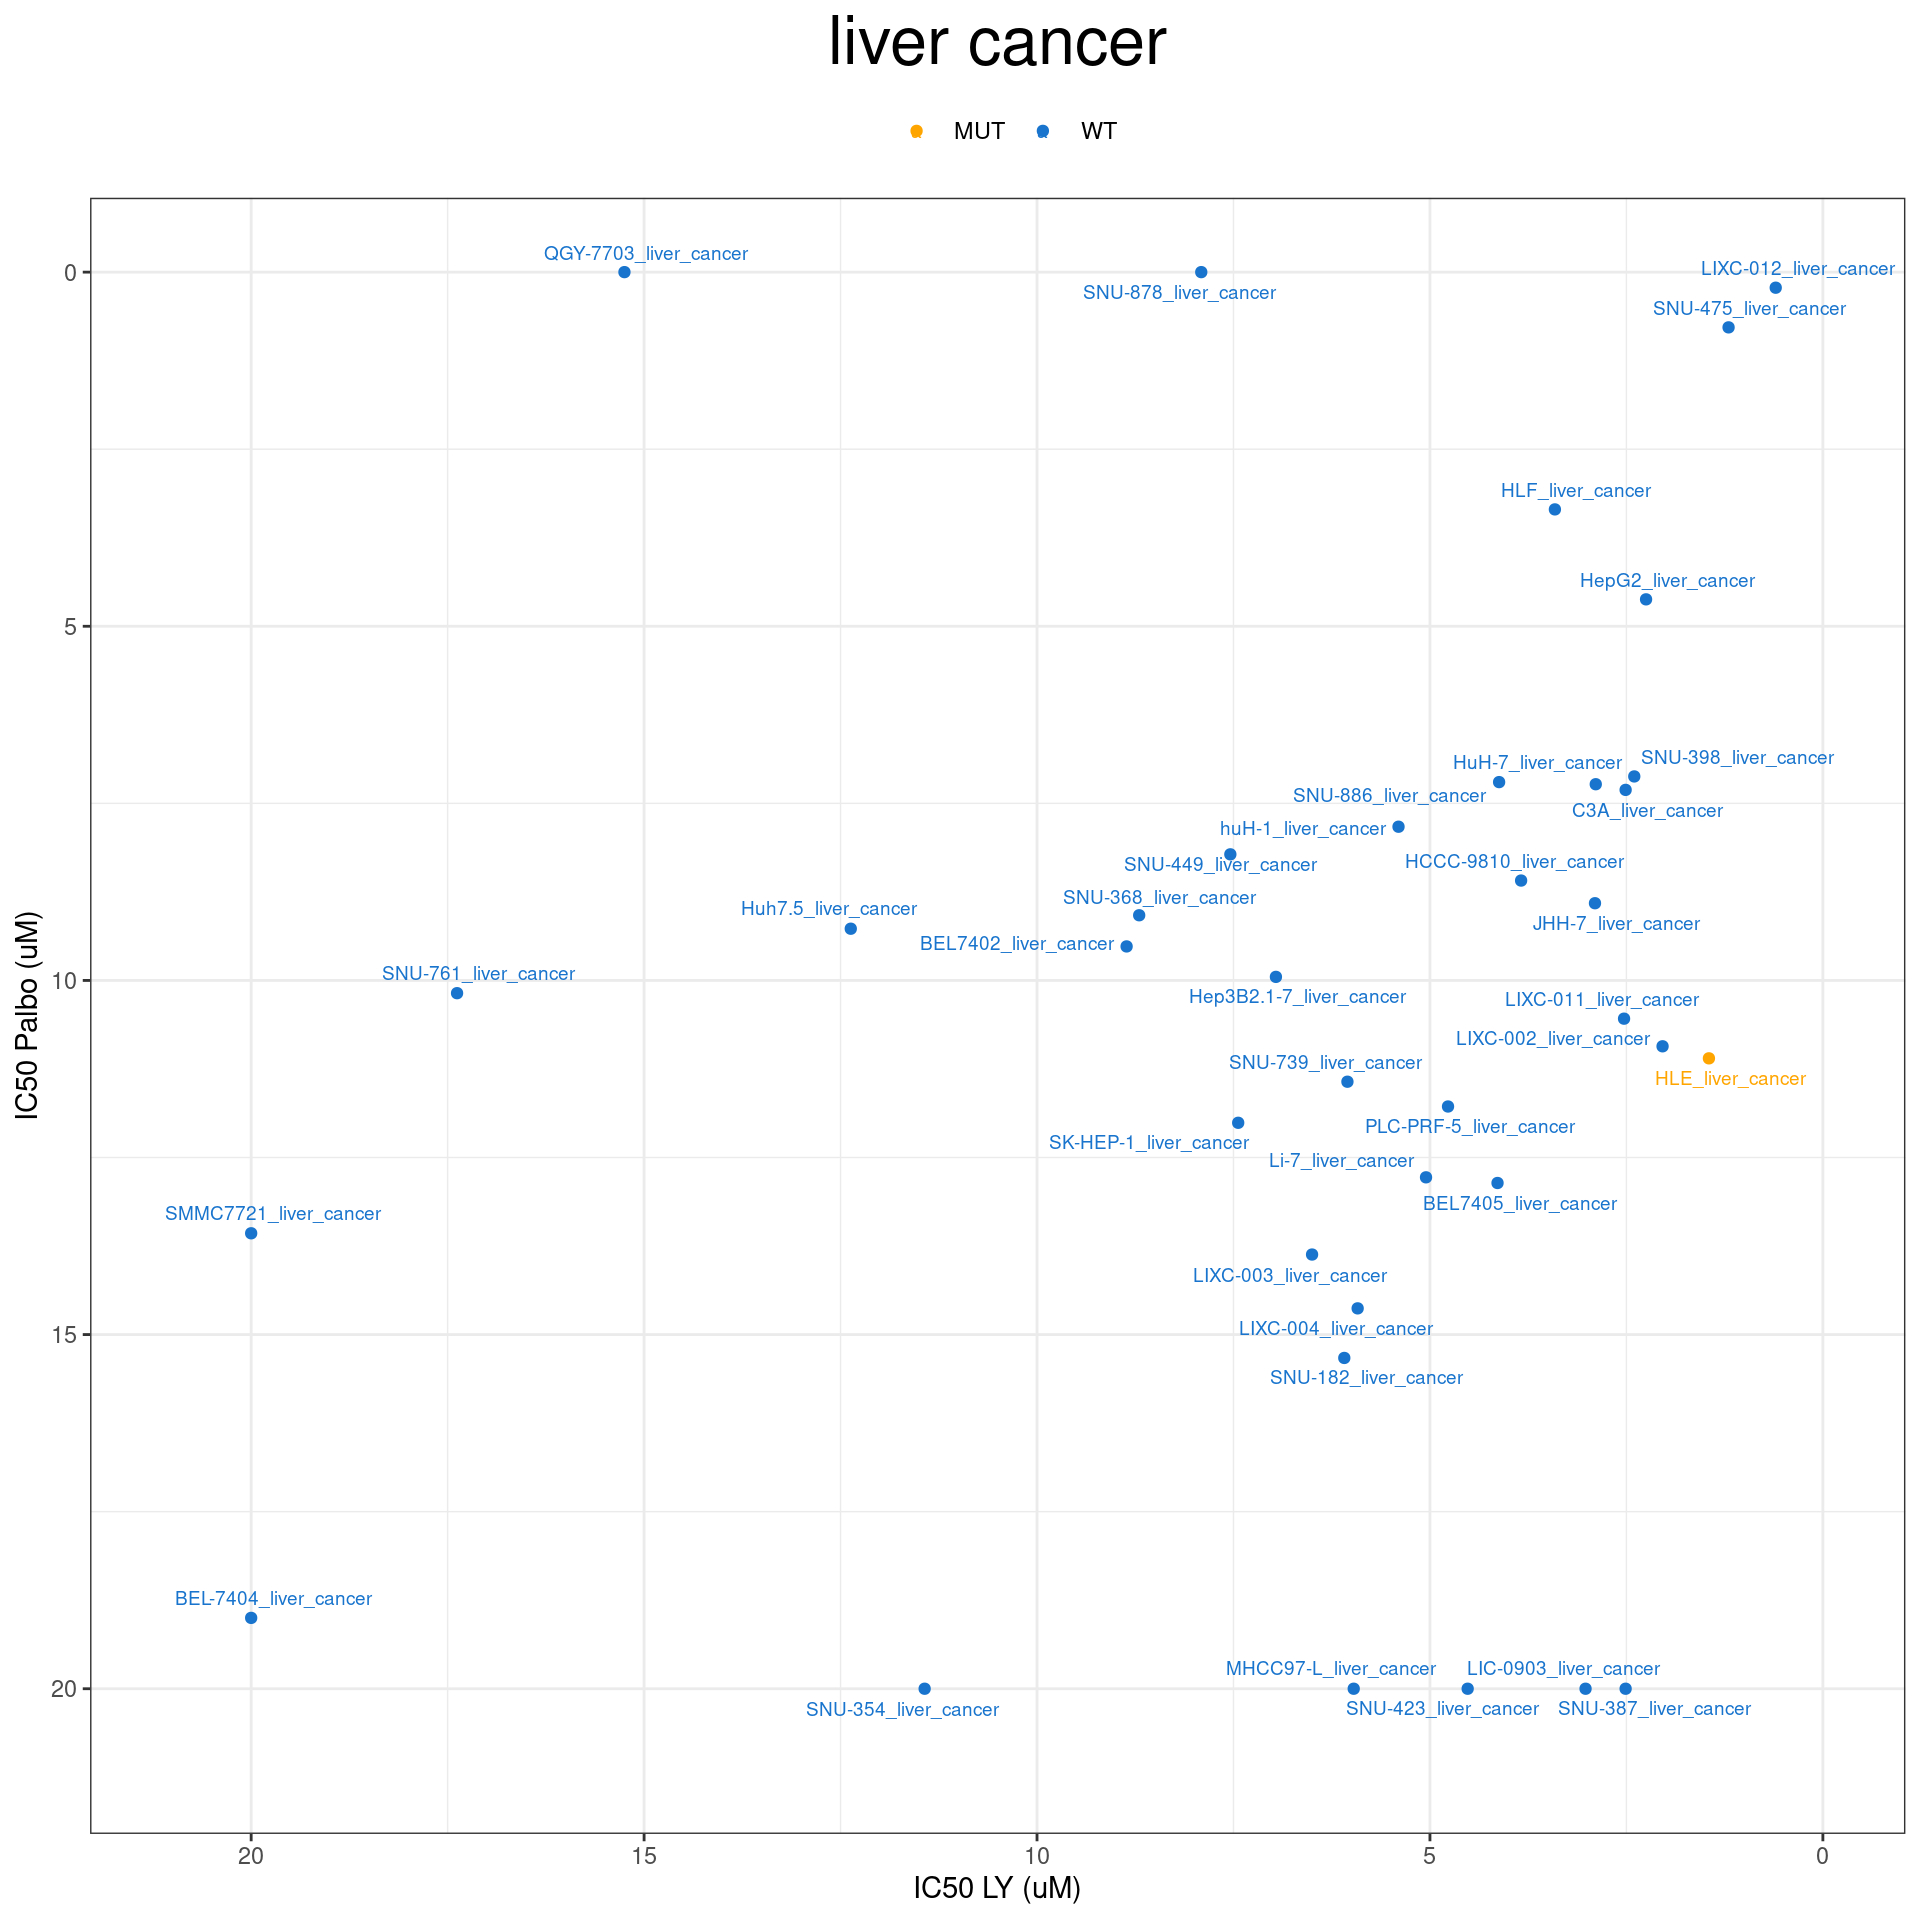 liver cancer
MUT WT
QGY-7703_liver_cancer
SNU-878_liver_cancer
LIXC-012_liver_cancer
SNU-475_liver_cancer
HLF_liver_cancer
HepG2_liver_cancer
SNU-398_liver_cancer
HuH-7_liver_cancer
SNU-886_liver_cancer
C3A_liver_cancer
huH-1_liver_cancer
SNU-449_liver_cancer
HCCC-9810_liver_cancer
SNU-368_liver_cancer
Huh7.5_liver_cancer
JHH-7_liver_cancer
BEL7402_liver_cancer
SNU-761_liver_cancer
Hep3B2.1-7_liver_cancer
LIXC-011_liver_cancer
LIXC-002_liver_cancer
SNU-739_liver_cancer
HLE_liver_cancer
PLC-PRF-5_liver_cancer
SK-HEP-1_liver_cancer
Li-7_liver_cancer
BEL7405_liver_cancer
SMMC7721_liver_cancer
LIXC-003_liver_cancer
LIXC-004_liver_cancer
SNU-182_liver_cancer
BEL-7404_liver_cancer
MHCC97-L_liver_cancer
LIC-0903_liver_cancer
SNU-354_liver_cancer
SNU-423_liver_cancer
SNU-387_liver_cancer
0
5
10
15
20
IC50 Palbo (uM)
20 15 10 5 0
IC50 LY (uM)